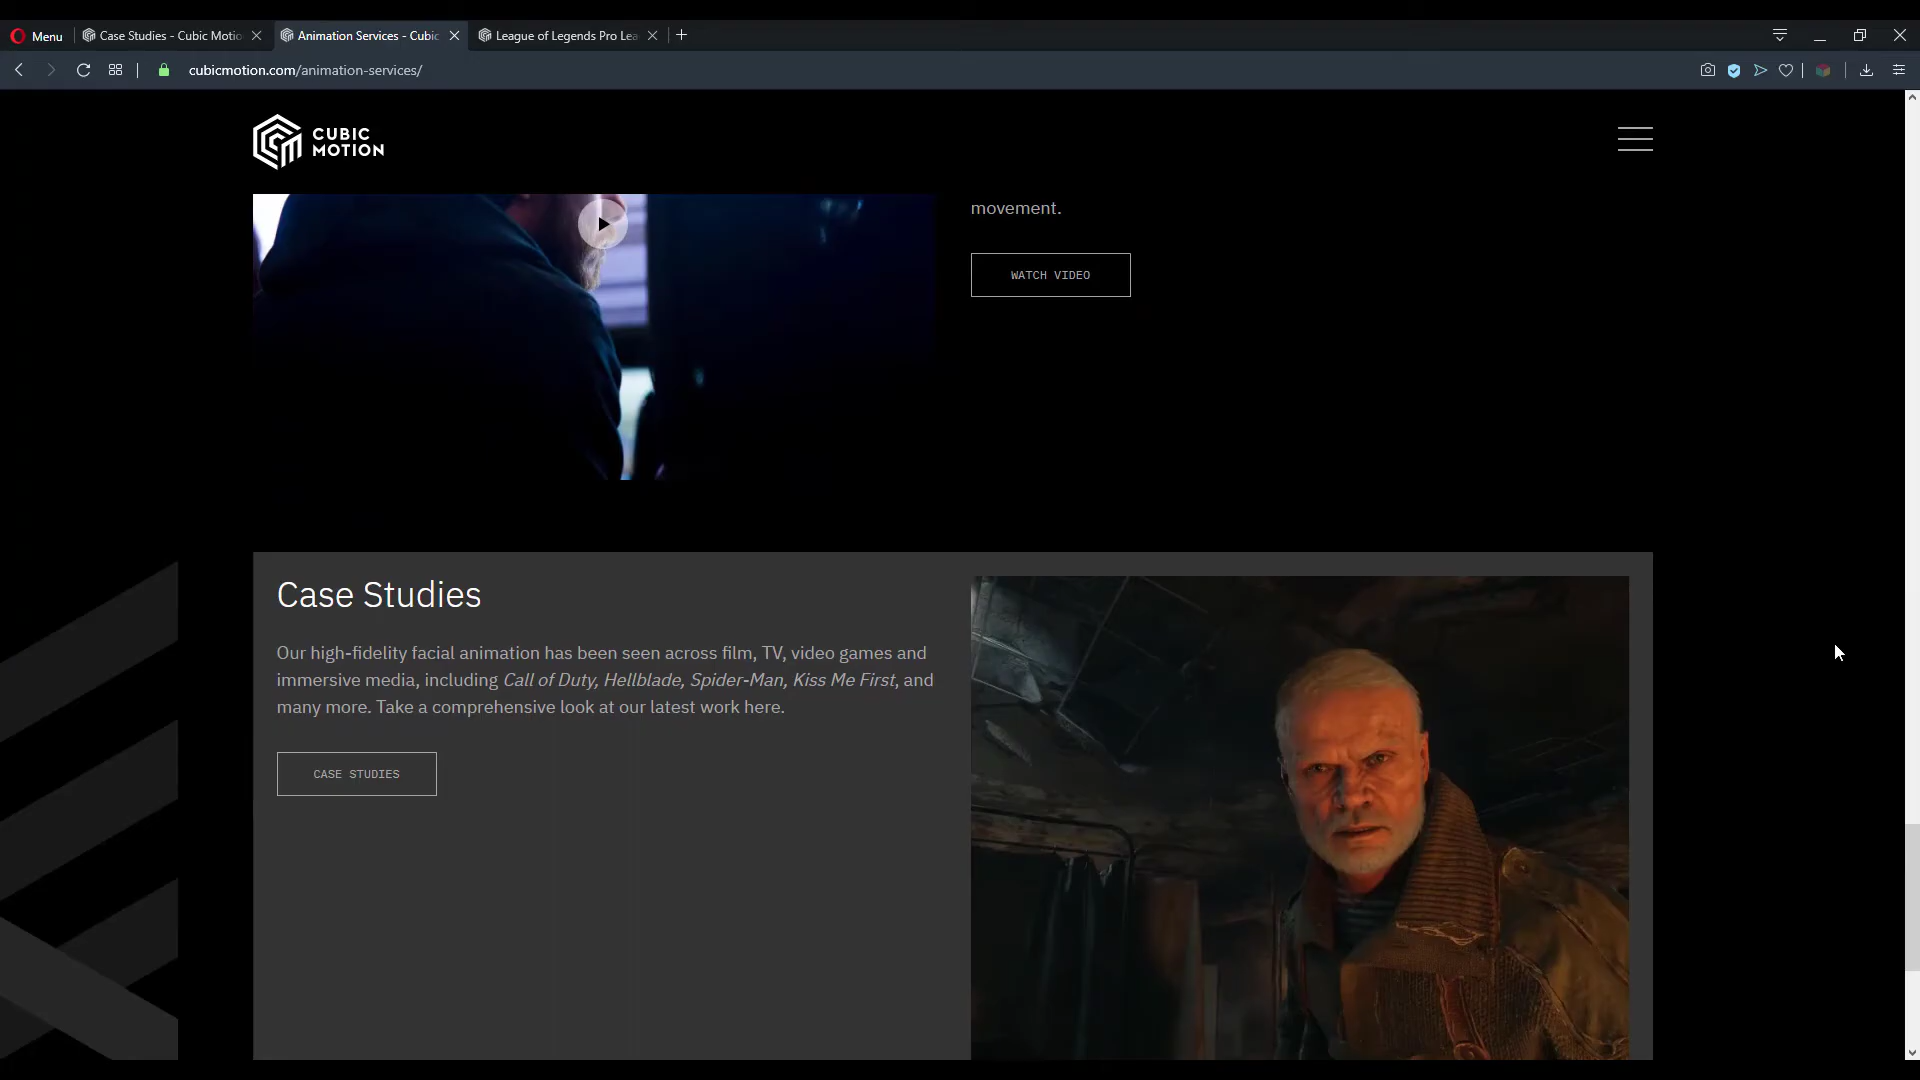 Menu
Case Studies - Cubic Motio
Animation Services - Cubic
League of Legends Pro Lea
cubicmotion.com/animation-services/
CUBIC
MOTION
movement.
WATCH VIDEO
Case Studies
Our high-fidelity facial animation has been seen across film, TV, video games and
immersive media, including Call of Duty, Hellblade, Spider-Man, Kiss Me First, and
many more. Take a comprehensive look at our latest work here.
CASE STUDIES